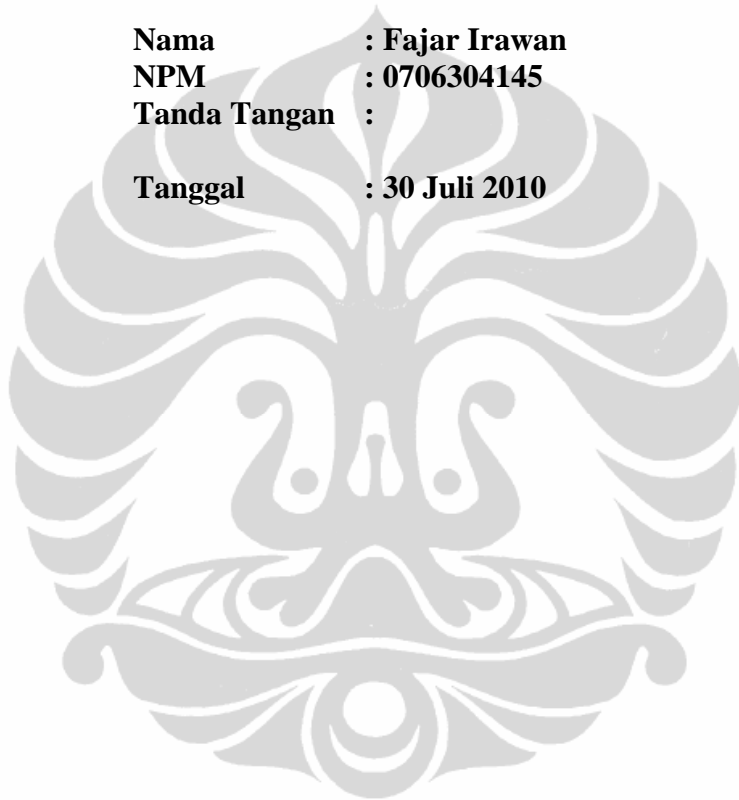 Nama : Fajar Irawan
NPM : 0706304145
Tanda Tangan :
Tanggal : 30 Juli 2010